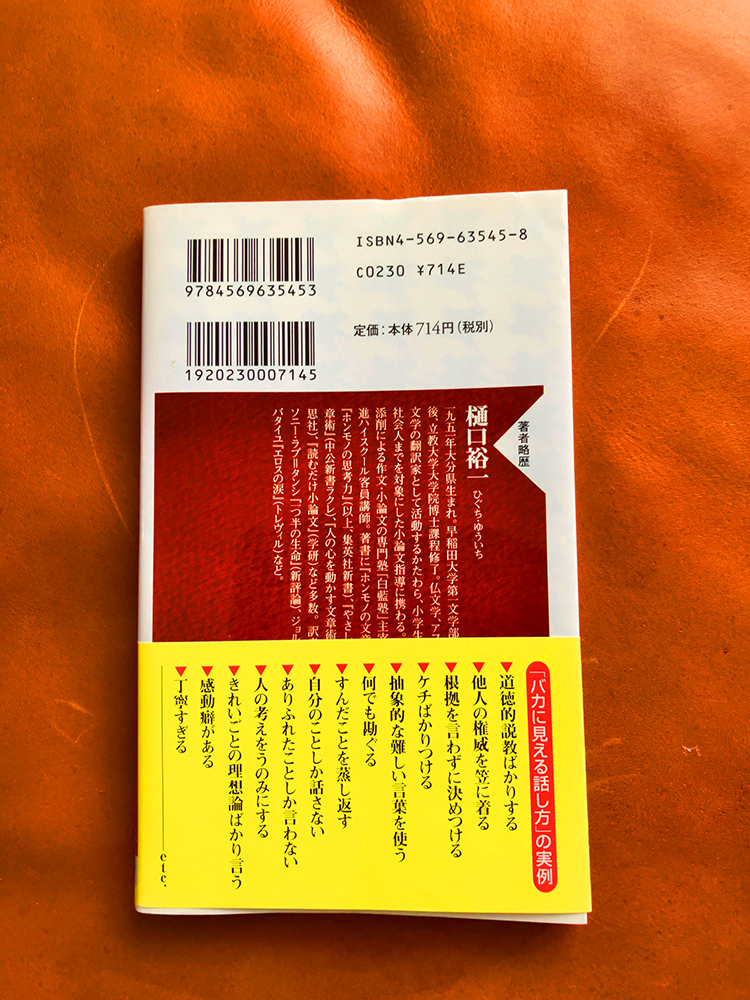 9784569635453
ISBN4-569-63545-8
C0230 ¥714E
1920230007145
定価：本体714円（税別）
著者略歴
樋口裕一 ひぐち・ゆういち
一九五一年大分県生まれ。早稲田大学第一文学部
後、立教大学大学院博士課程修了。仏文学、アフ
文学の翻訳家として活動するかたわら、小学生
社会人までを対象にした小論文指導に携わる。
添削による作文・小論文の専門塾「白藍塾」主宰
進ハイスクール客員講師。著書に『ホンモノの文章
『ホンモノの思考力』（以上、集英社新書）、『やさし
章術』（中公新書ラクレ）、『人の心を動かす文章術
思社）、『読むだけ小論文』（学研）など多数。訳
ソニー・ラブ＝タンシ『一つ半の生命』（新評論）、ジョル
バタイユ『エロスの涙』（トレヴィル）など。
「バカに見える話し方」の実例
▼道徳的説教ばかりする
▼他人の権威を笠に着る
▼根拠を言わずに決めつける
▼ケチばかりつける
▼抽象的な難しい言葉を使う
▼何でも勘ぐる
▼すんだことを蒸し返す
▼自分のことしか話さない
▼ありふれたことしか言わない
▼人の考えをうのみにする
▼きれいごとの理想論ばかり言う
▼感動癖がある
▼丁寧すぎる
etc.